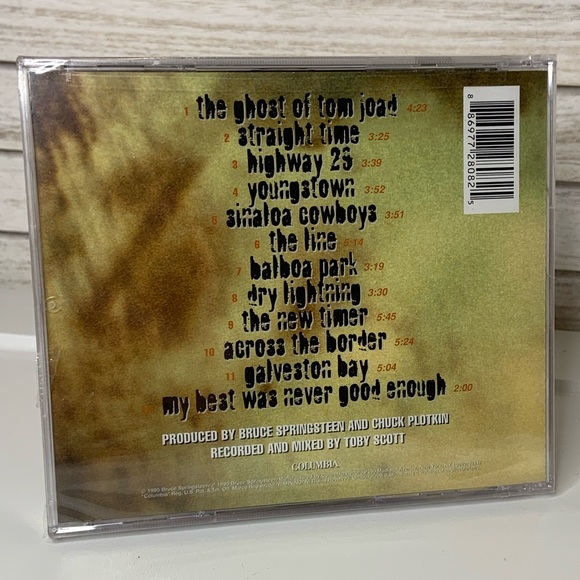 1 the ghost of tom joad 4:23
2 straight time 3:25
3 highway 29 3:39
4 youngstown 3:52
5 sinaloa cowboys 3:51
6 the line 5:14
7 balboa park 3:19
8 dry lightning 3:30
9 the new timer 5:45
10 across the border 5:24
11 galveston bay 5:04
my best was never good enough 2:00
PRODUCED BY BRUCE SPRINGSTEEN AND CHUCK PLOTKIN
RECORDED AND MIXED BY TOBY SCOTT
COLUMBIA
8 86977 28082 5